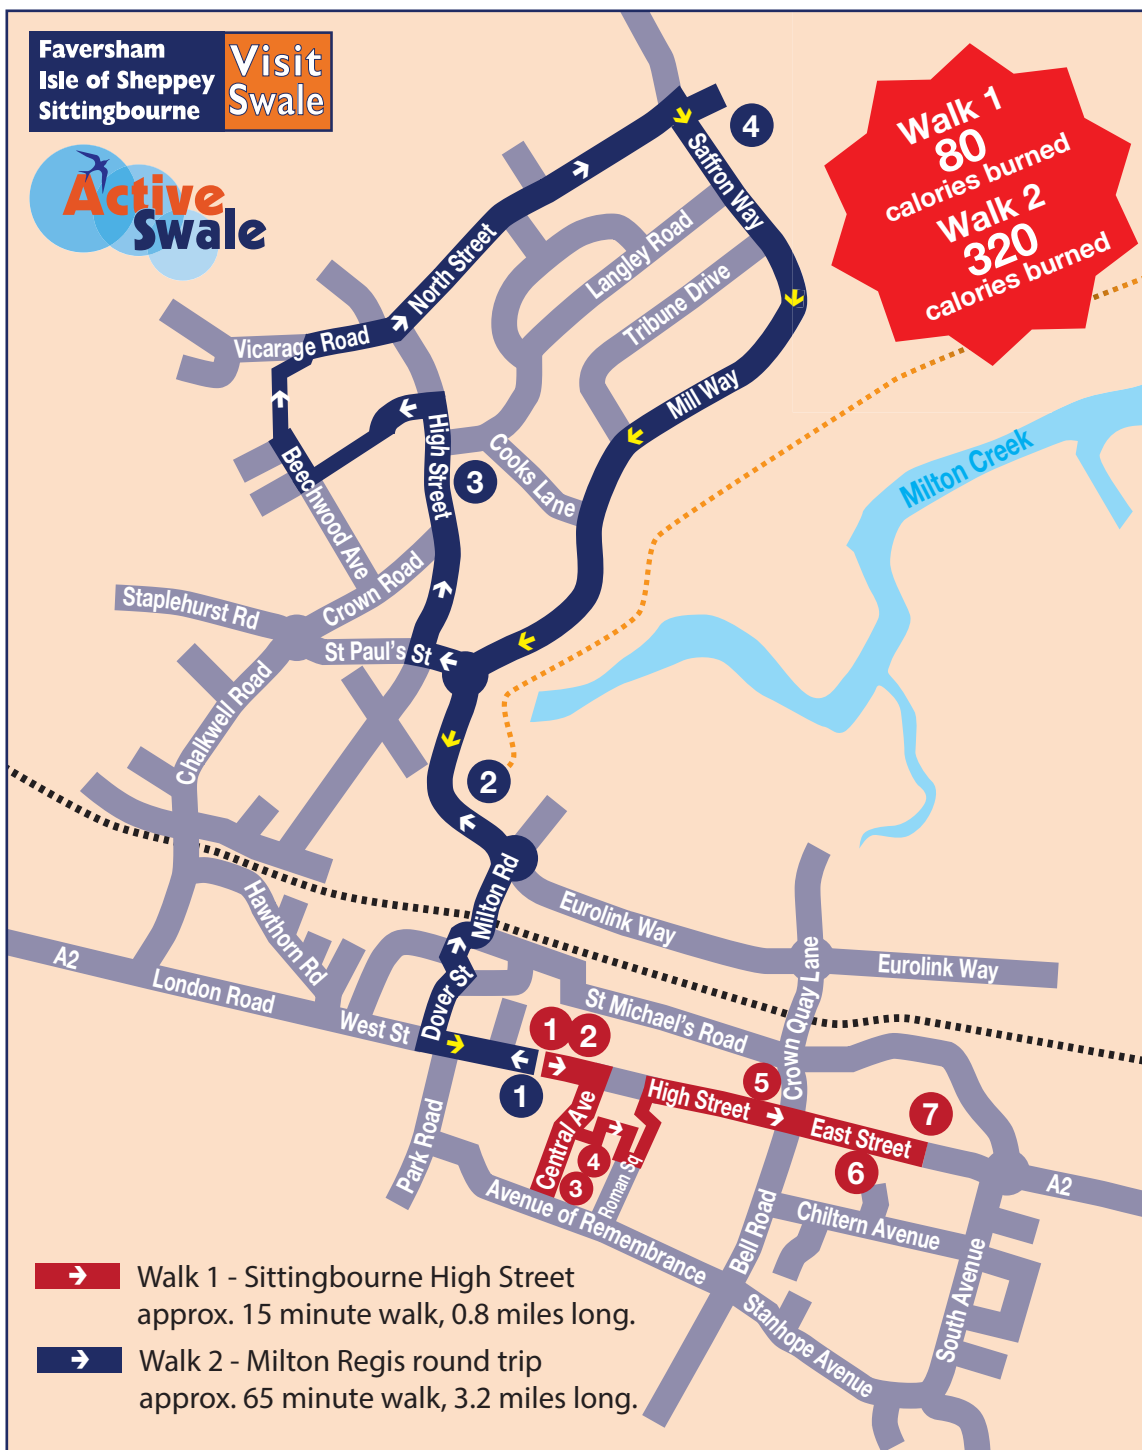 Faversham
Isle of Sheppey
Sittingbourne
Visit
Swale
Active
Swale
Walk 1
80
calories burned
Walk 2
320
calories burned
4
Saffron Way
North Street
Langley Road
Tribune Drive
Vicarage Road
Mill Way
High Street
3
Cooks Lane
Beechwood Ave
Milton Creek
Crown Road
Staplehurst Rd
St Paul's St
Chalkwell Road
2
Milton Rd
Eurolink Way
Eurolink Way
Hawthorn Rd
A2
London Road
West St
Dover St
St Michael's Road
Crown Quay Lane
1
2
1
High Street
5
East Street
7
6
Central Ave
4
3
Roman Sq
Park Road
Avenue of Remembrance
Bell Road
Chiltern Avenue
A2
South Avenue
Stanhope Avenue
Walk 1 - Sittingbourne High Street
approx. 15 minute walk, 0.8 miles long.
Walk 2 - Milton Regis round trip
approx. 65 minute walk, 3.2 miles long.